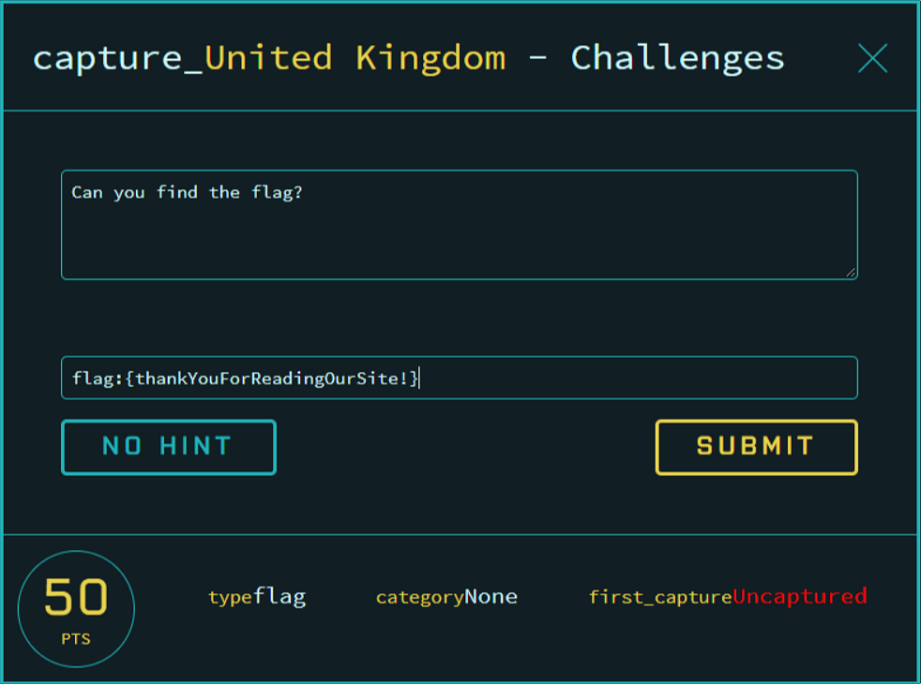 capture_United Kingdom - Challenges
Can you find the flag?
flag:{thankYouForReadingOurSite!}
NO HINT SUBMIT
50
PTS
typeflag categoryNone first_captureUncaptured